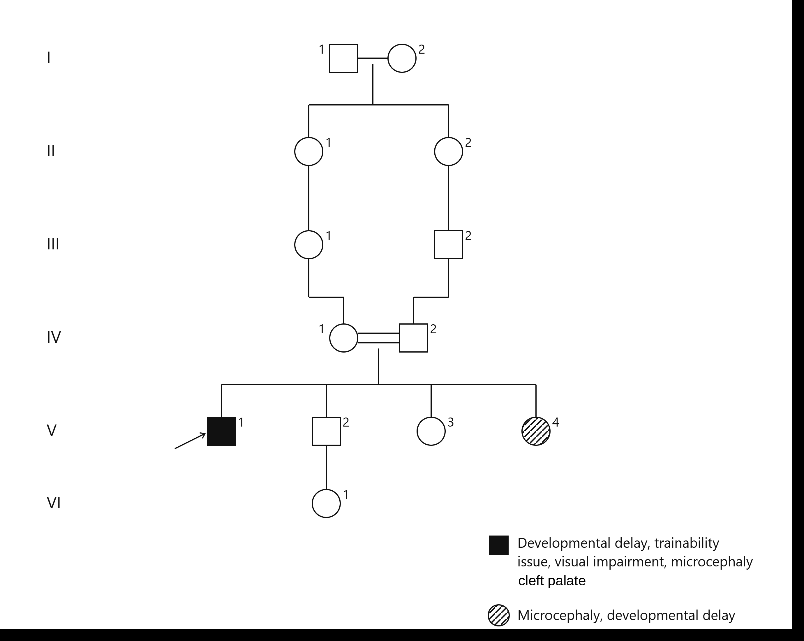 I 1 2
II 1 2
III 1 2
IV 1 2
V 1 2 3 4
VI 1
Developmental delay, trainability
issue, visual impairment, microcephaly
cleft palate
Microcephaly, developmental delay